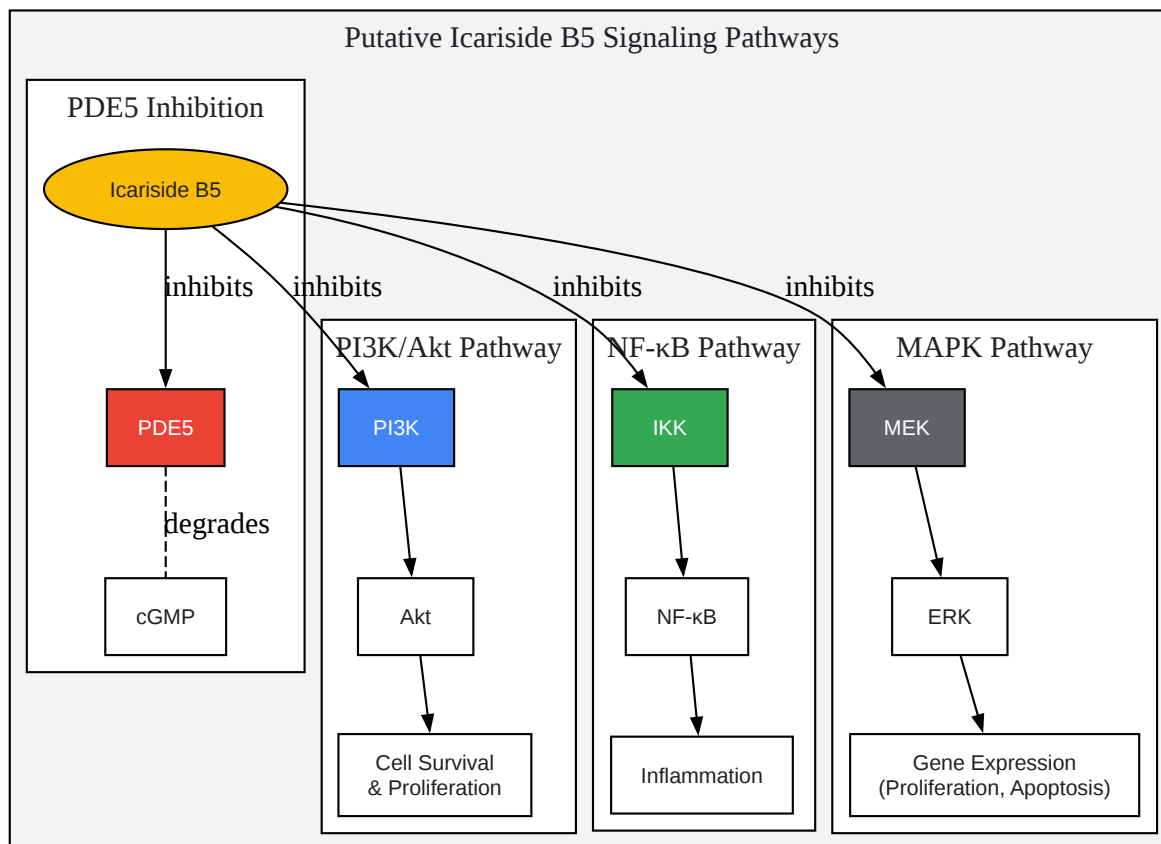 Putative Icariside B5 Signaling Pathways
PDE5 Inhibition
Icariside B5
inhibits
inhibits
inhibits
inhibits
PI3K/Akt Pathway
NF-κB Pathway
MAPK Pathway
PDE5
PI3K
IKK
MEK
degrades
cGMP
Akt
NF-κB
ERK
Cell Survival
& Proliferation
Inflammation
Gene Expression
(Proliferation, Apoptosis)